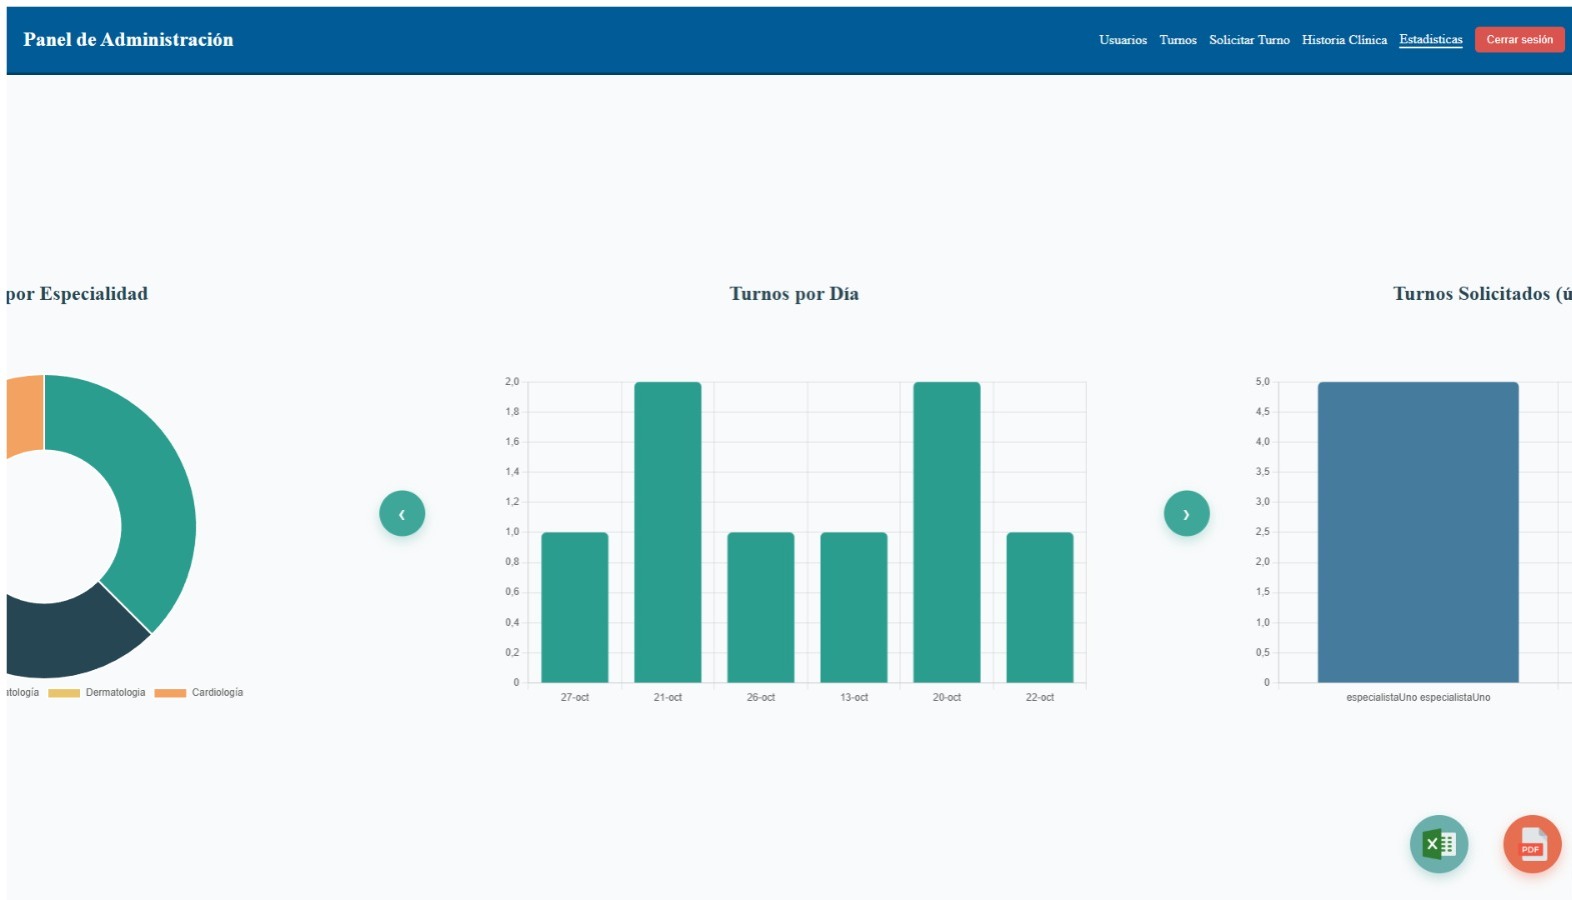 Panel de Administración
Usuarios Turnos Solicitar Turno Historia Clínica Estadisticas Cerrar sesión
por Especialidad
Dermatologia Cardiología
‹
Turnos por Día
2,0
1,8
1,6
1,4
1,2
1,0
0,8
0,6
0,4
0,2
0
27-oct 21-oct 26-oct 13-oct 20-oct 22-oct
›
Turnos Solicitados (ú
5,0
4,5
4,0
3,5
3,0
2,5
2,0
1,5
1,0
0,5
0
especialistaUno especialistaUno
X
PDF